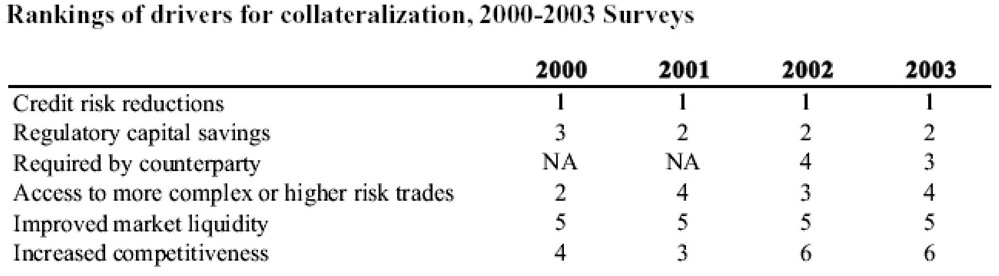 Rankings of drivers for collateralization, 2000-2003 Surveys
2000 2001 2002 2003
Credit risk reductions 1 1 1 1
Regulatory capital savings 3 2 2 2
Required by counterparty NA NA 4 3
Access to more complex or higher risk trades 2 4 3 4
Improved market liquidity 5 5 5 5
Increased competitiveness 4 3 6 6